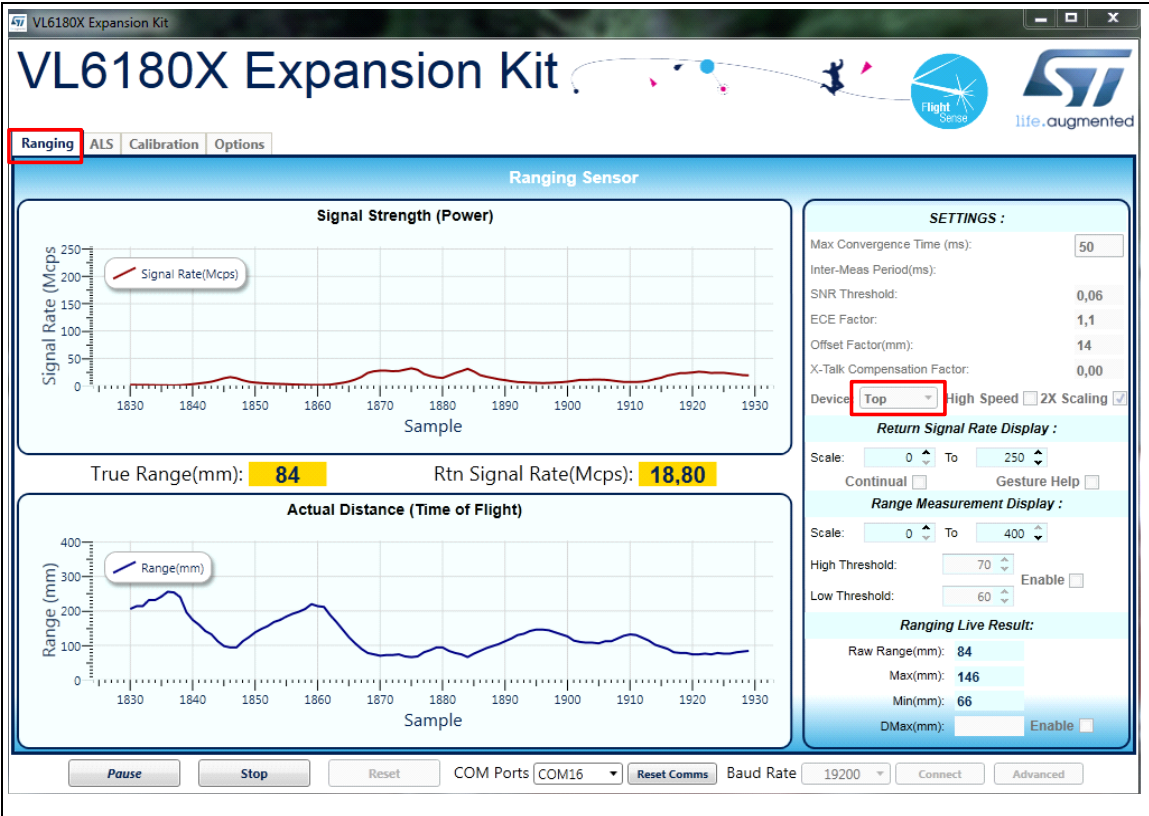 VL6180X Expansion Kit
VL6180X Expansion Kit
Flight
Sense
ST
life.augmented
Ranging ALS Calibration Options
Ranging Sensor
Signal Strength (Power)
Signal Rate (Mcps
250
200
150
100
50
0
Signal Rate(Mcps)
1830 1840 1850 1860 1870 1880 1890 1900 1910 1920 1930
Sample
True Range(mm): 84 Rtn Signal Rate(Mcps): 18,80
Actual Distance (Time of Flight)
Range (mm)
400
300
200
100
0
Range(mm)
1830 1840 1850 1860 1870 1880 1890 1900 1910 1920 1930
Sample
SETTINGS :
Max Convergence Time (ms): 50
Inter-Meas Period(ms):
SNR Threshold: 0,06
ECE Factor: 1,1
Offset Factor(mm): 14
X-Talk Compensation Factor: 0,00
Device Top High Speed 2X Scaling
Return Signal Rate Display :
Scale: 0 To 250
Continual Gesture Help
Range Measurement Display :
Scale: 0 To 400
High Threshold: 70
Enable
Low Threshold: 60
Ranging Live Result:
Raw Range(mm): 84
Max(mm): 146
Min(mm): 66
DMax(mm): Enable
Pause Stop Reset COM Ports COM16 Reset Comms Baud Rate 19200 Connect Advanced